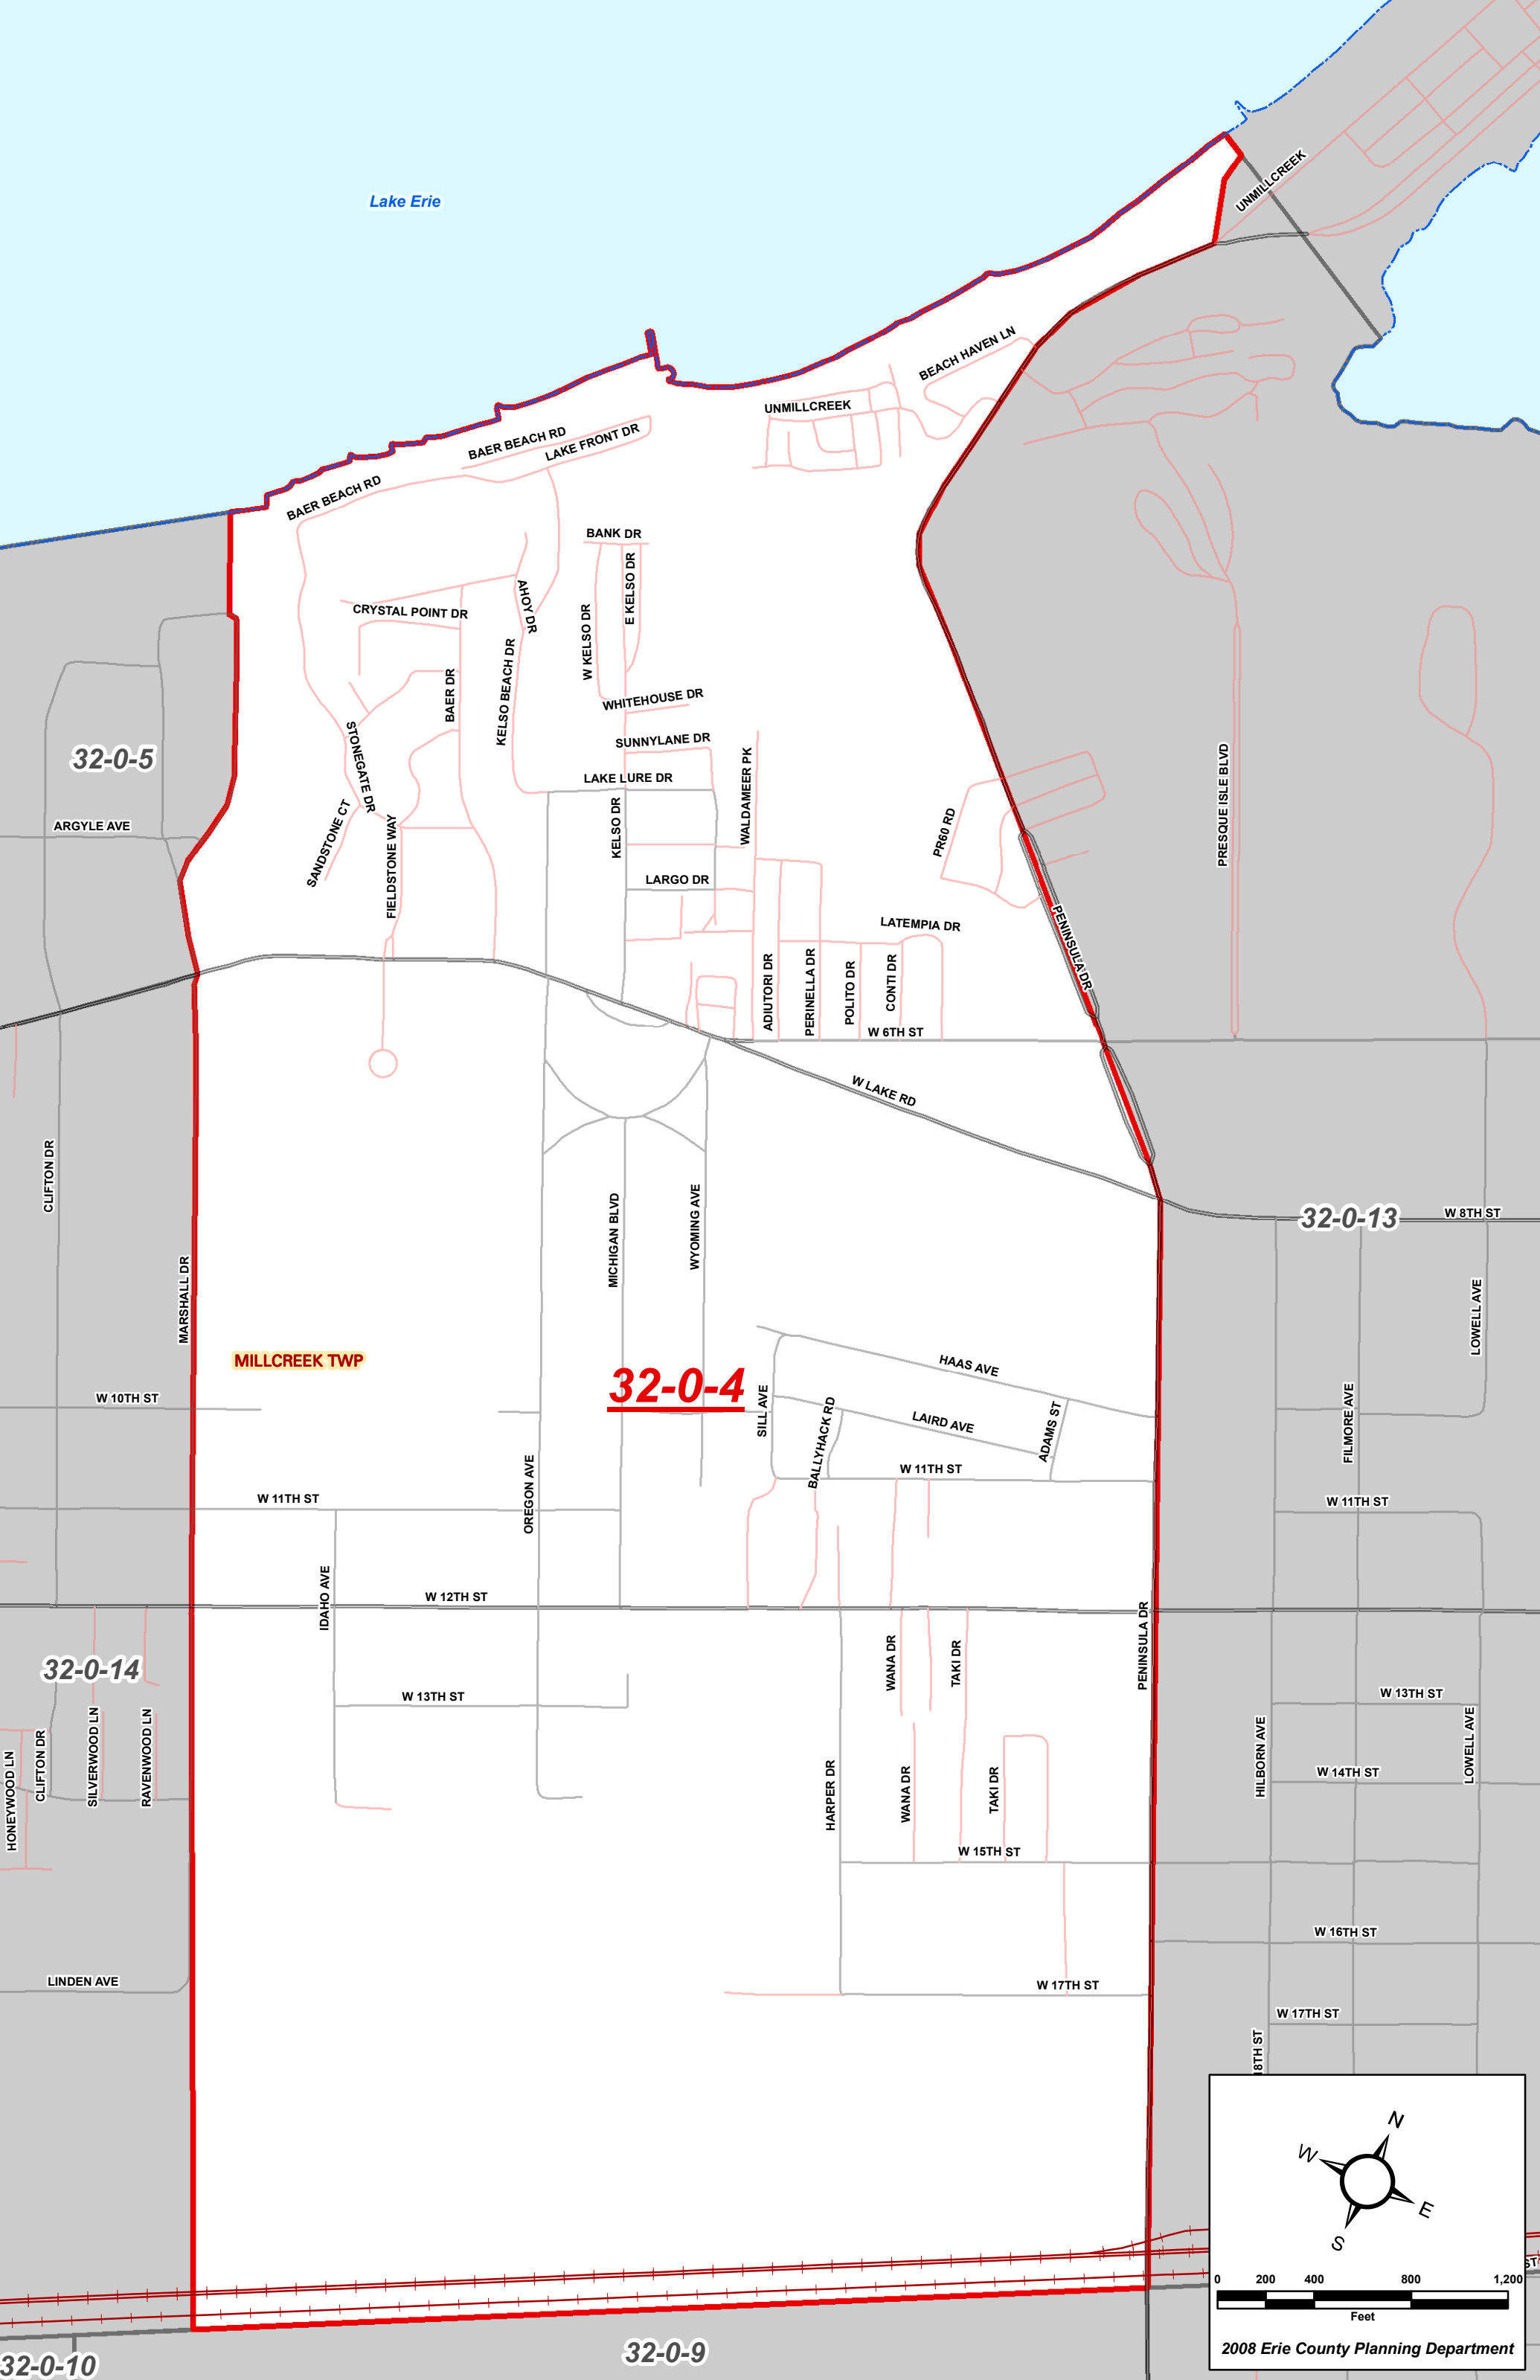 UNMILLCREEK
Lake Erie
BEACH HAVEN LN
UNMILLCREEK
BAER BEACH RD
LAKE FRONT DR
BAER BEACH RD
BANK DR
E KELSO DR
AHOY DR
W KELSO DR
CRYSTAL POINT DR
KELSO BEACH DR
BAER DR
WHITEHOUSE DR
STONEGATE DR
SUNNYLANE DR
32-0-5
LAKE LURE DR
WALDAMEER PK
PRESQUE ISLE BLVD
KELSO DR
PR60 RD
ARGYLE AVE
SANDSTONE CT
FIELDSTONE WAY
LARGO DR
LATEMPIA DR
PENINSULA DR
ADIUTORI DR
PERINELLA DR
POLITO DR
CONTI DR
W 6TH ST
W LAKE RD
CLIFTON DR
MICHIGAN BLVD
WYOMING AVE
32-0-13
W 8TH ST
MARSHALL DR
LOWELL AVE
MILLCREEK TWP
HAAS AVE
32-0-4
W 10TH ST
SILL AVE
BALLYHACK RD
LAIRD AVE
ADAMS ST
FILMORE AVE
W 11TH ST
OREGON AVE
W 11TH ST
W 11TH ST
IDAHO AVE
W 12TH ST
PENINSULA DR
WANA DR
TAKI DR
32-0-14
W 13TH ST
W 13TH ST
HONEYWOOD LN
CLIFTON DR
SILVERWOOD LN
RAVENWOOD LN
HILBORN AVE
LOWELL AVE
W 14TH ST
HARPER DR
WANA DR
TAKI DR
W 15TH ST
W 16TH ST
LINDEN AVE
W 17TH ST
W 17TH ST
18TH ST
N
W
E
S
ST
0 200 400 800 1,200
Feet
2008 Erie County Planning Department
32-0-9
32-0-10